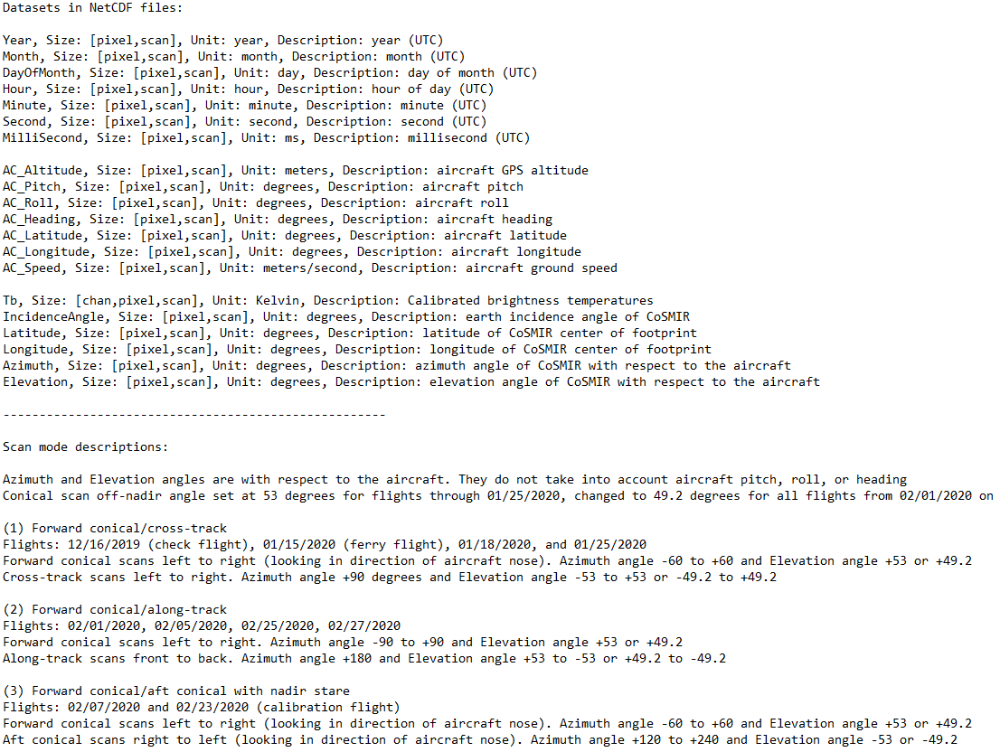 Datasets in NetCDF files:
Year, Size: [pixel,scan], Unit: year, Description: year (UTC)
Month, Size: [pixel,scan], Unit: month, Description: month (UTC)
DayOfMonth, Size: [pixel,scan], Unit: day, Description: day of month (UTC)
Hour, Size: [pixel,scan], Unit: hour, Description: hour of day (UTC)
Minute, Size: [pixel,scan], Unit: minute, Description: minute (UTC)
Second, Size: [pixel,scan], Unit: second, Description: second (UTC)
MilliSecond, Size: [pixel,scan], Unit: ms, Description: millisecond (UTC)
AC_Altitude, Size: [pixel,scan], Unit: meters, Description: aircraft GPS altitude
AC_Pitch, Size: [pixel,scan], Unit: degrees, Description: aircraft pitch
AC_Roll, Size: [pixel,scan], Unit: degrees, Description: aircraft roll
AC_Heading, Size: [pixel,scan], Unit: degrees, Description: aircraft heading
AC_Latitude, Size: [pixel,scan], Unit: degrees, Description: aircraft latitude
AC_Longitude, Size: [pixel,scan], Unit: degrees, Description: aircraft longitude
AC_Speed, Size: [pixel,scan], Unit: meters/second, Description: aircraft ground speed
Tb, Size: [chan,pixel,scan], Unit: Kelvin, Description: Calibrated brightness temperatures
IncidenceAngle, Size: [pixel,scan], Unit: degrees, Description: earth incidence angle of CoSMIR
Latitude, Size: [pixel,scan], Unit: degrees, Description: latitude of CoSMIR center of footprint
Longitude, Size: [pixel,scan], Unit: degrees, Description: longitude of CoSMIR center of footprint
Azimuth, Size: [pixel,scan], Unit: degrees, Description: azimuth angle of CoSMIR with respect to the aircraft
Elevation, Size: [pixel,scan], Unit: degrees, Description: elevation angle of CoSMIR with respect to the aircraft
-----------------------------------------------------
Scan mode descriptions:
Azimuth and Elevation angles are with respect to the aircraft. They do not take into account aircraft pitch, roll, or heading
Conical scan off-nadir angle set at 53 degrees for flights through 01/25/2020, changed to 49.2 degrees for all flights from 02/01/2020 on
(1) Forward conical/cross-track
Flights: 12/16/2019 (check flight), 01/15/2020 (ferry flight), 01/18/2020, and 01/25/2020
Forward conical scans left to right (looking in direction of aircraft nose). Azimuth angle -60 to +60 and Elevation angle +53 or +49.2
Cross-track scans left to right. Azimuth angle +90 degrees and Elevation angle -53 to +53 or -49.2 to +49.2
(2) Forward conical/along-track
Flights: 02/01/2020, 02/05/2020, 02/25/2020, 02/27/2020
Forward conical scans left to right. Azimuth angle -90 to +90 and Elevation angle +53 or +49.2
Along-track scans front to back. Azimuth angle +180 and Elevation angle +53 to -53 or +49.2 to -49.2
(3) Forward conical/aft conical with nadir stare
Flights: 02/07/2020 and 02/23/2020 (calibration flight)
Forward conical scans left to right (looking in direction of aircraft nose). Azimuth angle -60 to +60 and Elevation angle +53 or +49.2
Aft conical scans right to left (looking in direction of aircraft nose). Azimuth angle +120 to +240 and Elevation angle -53 or -49.2